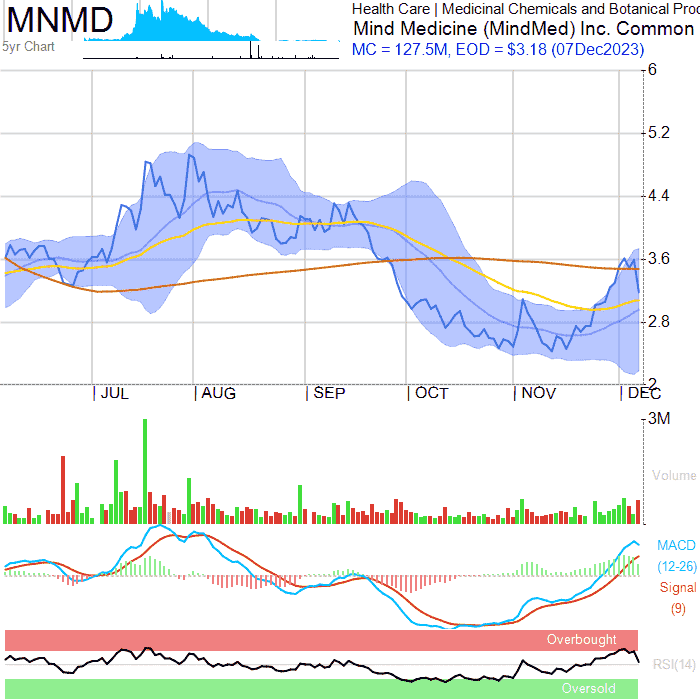 MNMD
5yr Chart
Health Care | Medicinal Chemicals and Botanical Proc
Mind Medicine (MindMed) Inc. Common
MC = 127.5M, EOD = $3.18 (07Dec2023)
6
5.2
4.4
3.6
2.8
2
JUL AUG SEP OCT NOV DEC
3M
Volume
MACD
(12-26)
Signal
(9)
Overbought
RSI(14)
Oversold